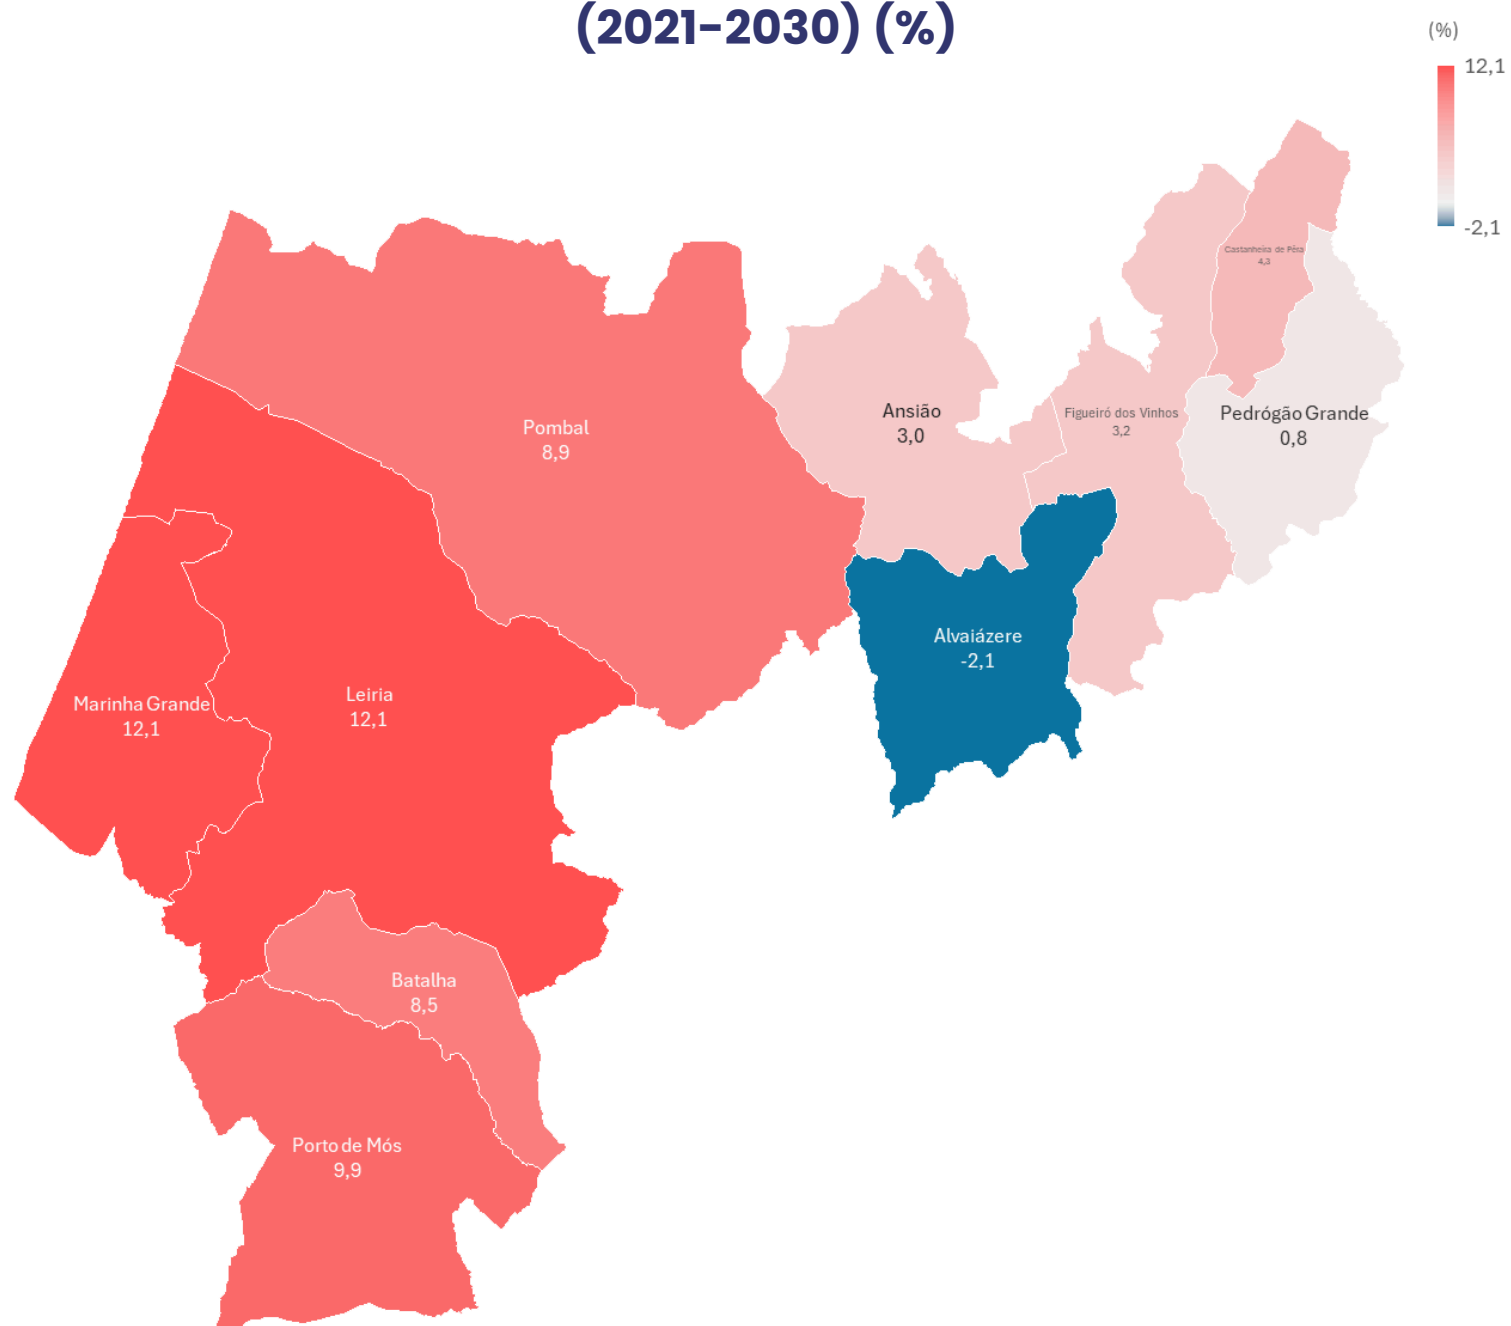 (2021-2030) (%)
(%)
12,1
-2,1
Castanheira de Pêra
4,3
Pombal
8,9
Ansião
3,0
Figueiró dos Vinhos
3,2
Pedrógão Grande
0,8
Alvaiázere
-2,1
Marinha Grande
12,1
Leiria
12,1
Batalha
8,5
Porto de Mós
9,9